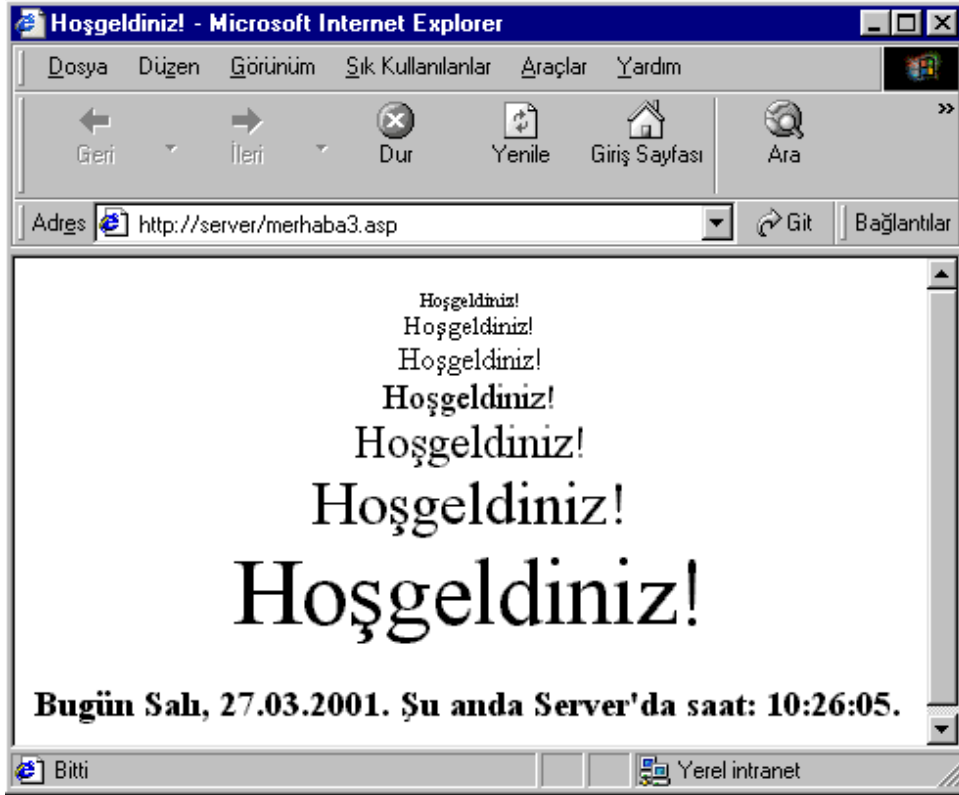 Hoşgeldiniz! - Microsoft Internet Explorer
Dosya Düzen Görünüm Sık Kullanılanlar Araçlar Yardım
Geri İleri Dur Yenile Giriş Sayfası Ara »
Adres http://server/merhaba3.asp Git Bağlantılar
Hoşgeldiniz!
Hoşgeldiniz!
Hoşgeldiniz!
Hoşgeldiniz!
Hoşgeldiniz!
Hoşgeldiniz!
Hoşgeldiniz!
Bugün Salı, 27.03.2001. Şu anda Server'da saat: 10:26:05.
Bitti Yerel intranet